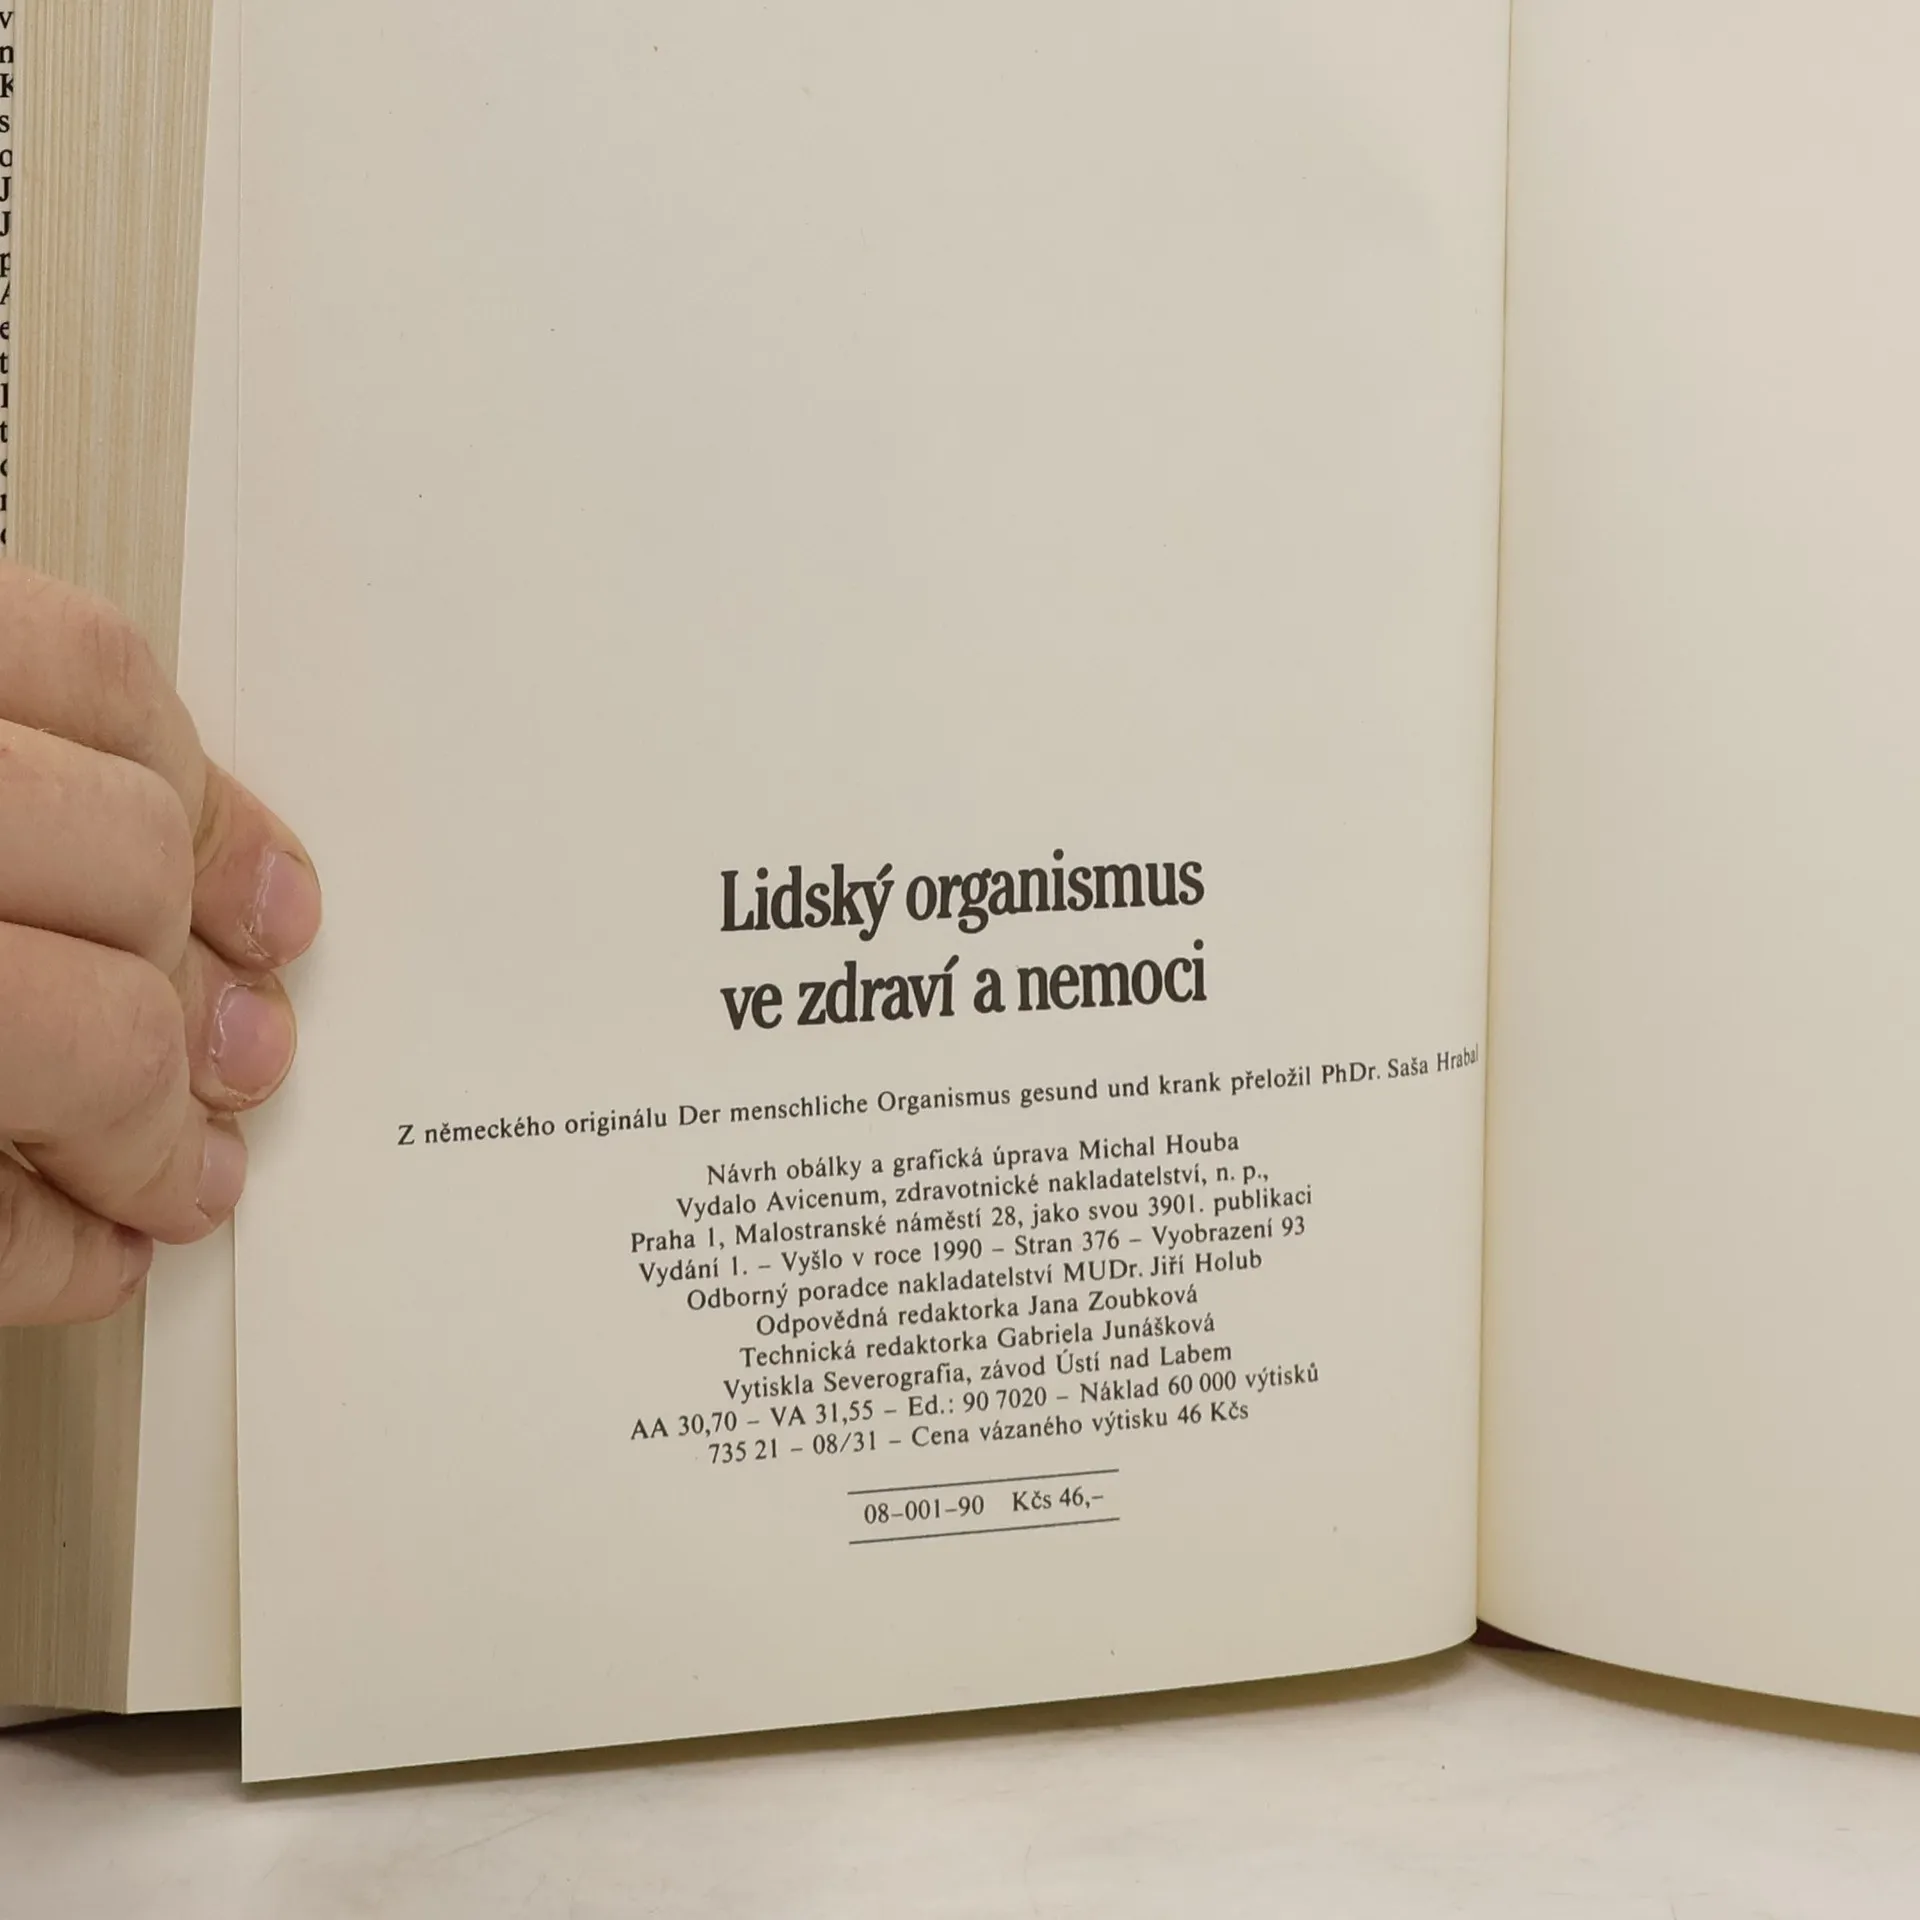 Lidský organismus
ve zdraví a nemoci
Z německého originálu Der menschliche Organismus gesund und krank přeložil PhDr. Saša Hrabal
Návrh obálky a grafická úprava Michal Houba
Vydalo Avicenum, zdravotnické nakladatelství, n. p.,
Praha 1, Malostranské náměstí 28, jako svou 3901. publikaci
Vydání 1. – Vyšlo v roce 1990 – Stran 376 – Vyobrazení 93
Odborný poradce nakladatelství MUDr. Jiří Holub
Odpovědná redaktorka Jana Zoubková
Technická redaktorka Gabriela Junášková
Vytiskla Severografia, závod Ústí nad Labem
AA 30,70 – VA 31,55 – Ed.: 90 7020 – Náklad 60 000 výtisků
735 21 – 08/31 – Cena vázaného výtisku 46 Kčs
08–001–90 Kčs 46,–